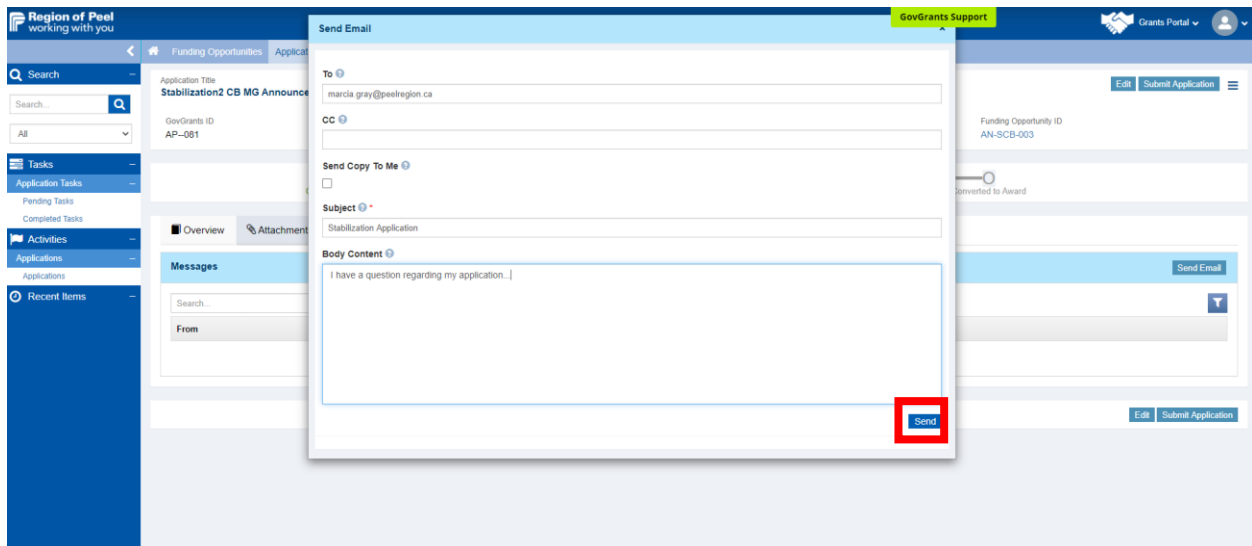 Region of Peel
working with you
GovGrants Support
Grants Portal
Funding Opportunities Applicat
Search
Search...
All
Tasks
Application Tasks
Pending Tasks
Completed Tasks
Activities
Applications
Applications
Recent Items
Application Title
Stabilization2 CB MG Announce
GovGrants ID
AP--081
Edit Submit Application
Funding Opportunity ID
AN-SCB-003
Converted to Award
Overview Attachment
Messages
Send Email
Search...
From
Edit Submit Application
Send Email
x
To
marcia.gray@peelregion.ca
CC
Send Copy To Me
Subject *
Stabilization Application
Body Content
I have a question regarding my application...
Send